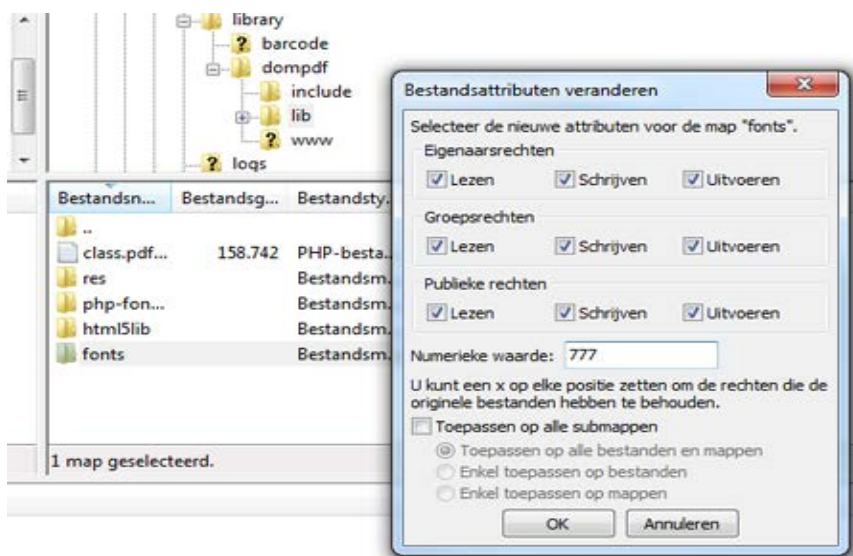 library
barcode
dompdf
include
lib
www
logs
Bestandsn... Bestandsg... Bestandsty.
..
class.pdf... 158.742 PHP-besta..
res Bestandsm.
php-fon... Bestandsm.
html5lib Bestandsm.
fonts Bestandsm.
1 map geselecteerd.
Bestandsattributen veranderen
Selecteer de nieuwe attributen voor de map "fonts".
Eigenaarsrechten
Lezen Schrijven Uitvoeren
Groepsrechten
Lezen Schrijven Uitvoeren
Publieke rechten
Lezen Schrijven Uitvoeren
Numerieke waarde: 777
U kunt een x op elke positie zetten om de rechten die de
originele bestanden hebben te behouden.
Toepassen op alle submappen
Toepassen op alle bestanden en mappen
Enkel toepassen op bestanden
Enkel toepassen op mappen
OK Annuleren